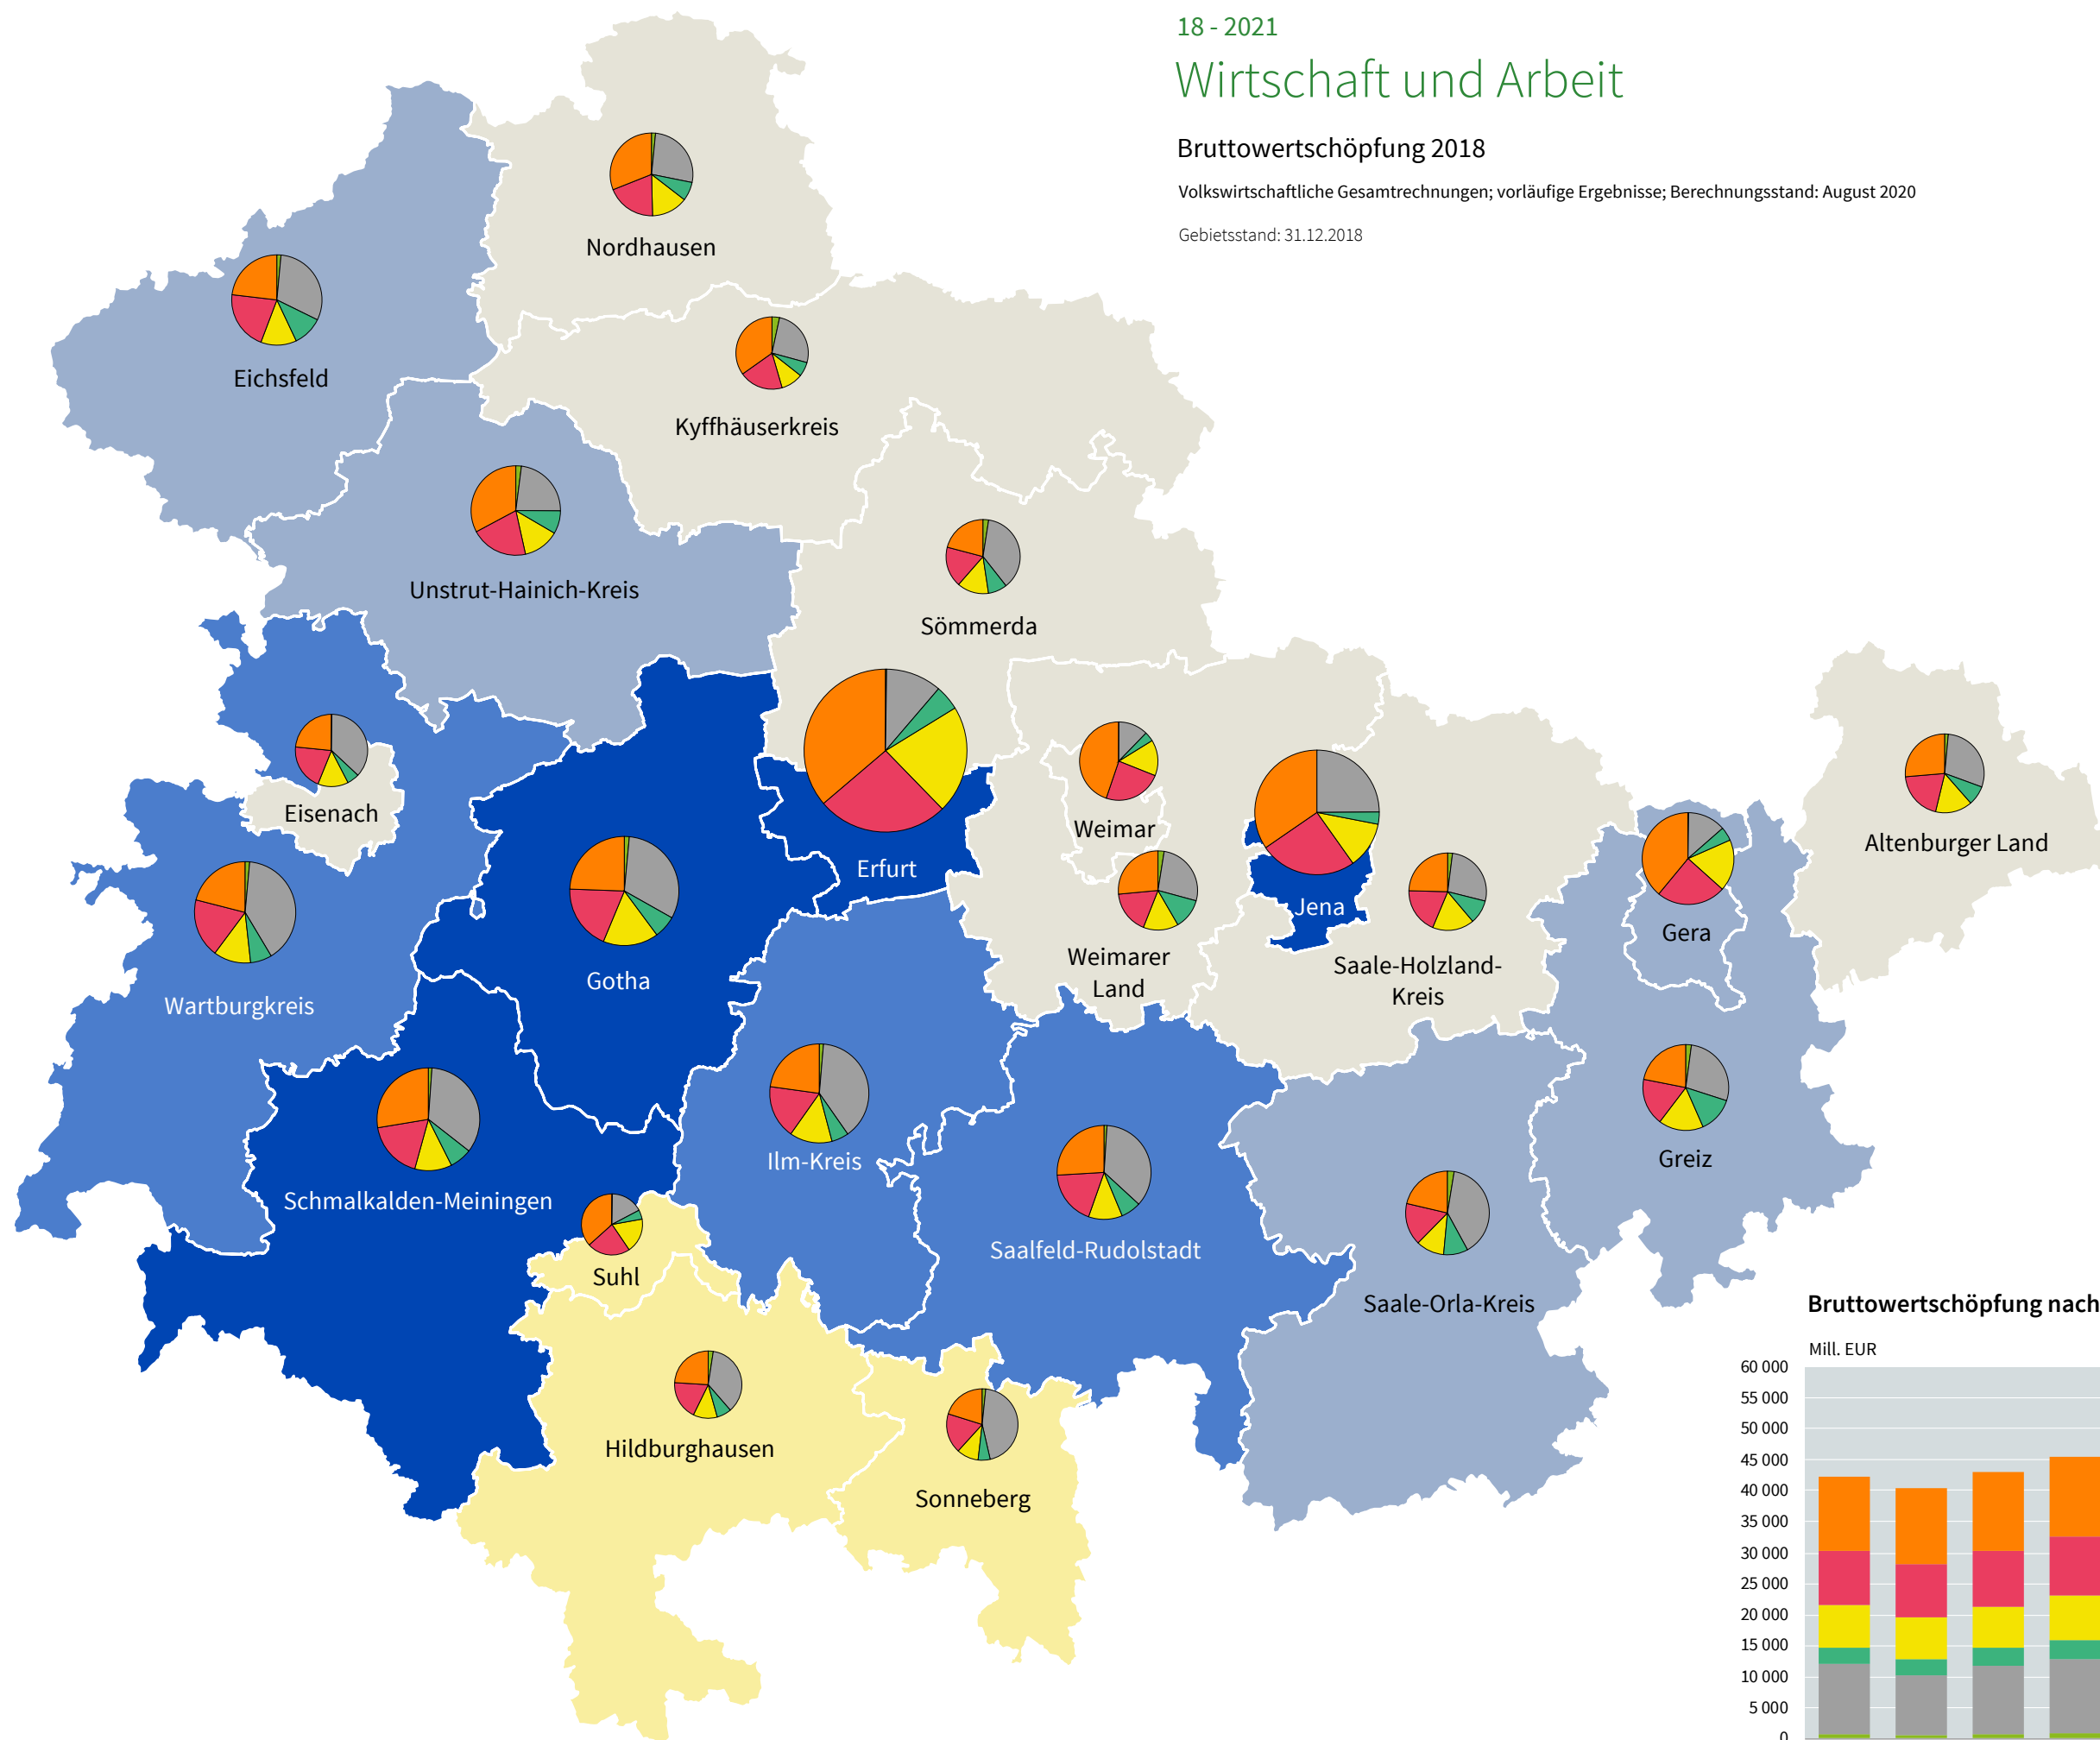 18 - 2021
Wirtschaft und Arbeit
Bruttowertschöpfung 2018
Volkswirtschaftliche Gesamtrechnungen; vorläufige Ergebnisse; Berechnungsstand: August 2020
Gebietsstand: 31.12.2018
Nordhausen
Eichsfeld
Kyffhäuserkreis
Unstrut-Hainich-Kreis
Sömmerda
Eisenach
Weimar
Altenburger Land
Erfurt
Jena
Gera
Weimarer
Land
Saale-Holzland-
Kreis
Gotha
Wartburgkreis
Ilm-Kreis
Greiz
Schmalkalden-Meiningen
Saalfeld-Rudolstadt
Suhl
Saale-Orla-Kreis
Hildburghausen
Sonneberg
Bruttowertschöpfung nach
Mill. EUR
60 000
55 000
50 000
45 000
40 000
35 000
30 000
25 000
20 000
15 000
10 000
5 000
0